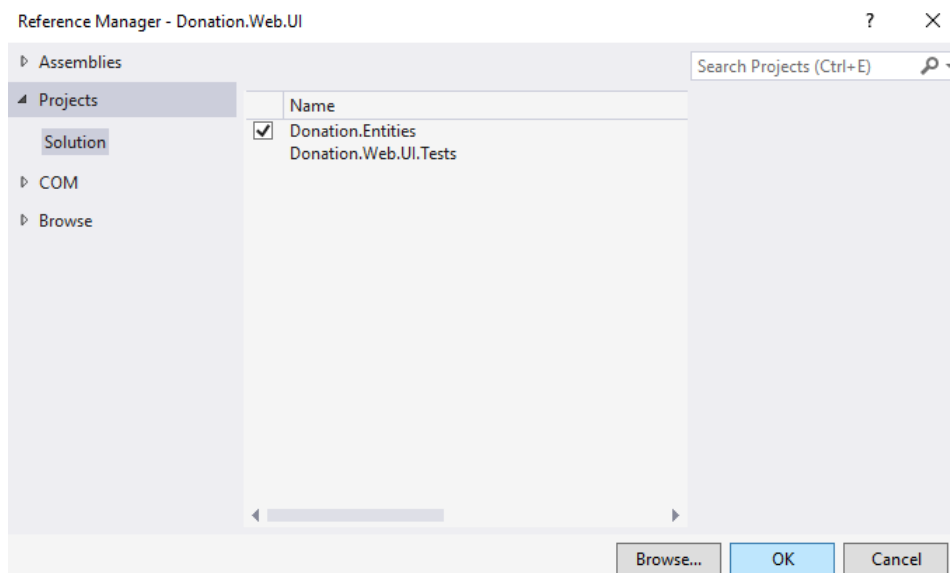 Reference Manager - Donation.Web.UI
? ×
Assemblies
Search Projects (Ctrl+E)
Projects
Name
Solution
Donation.Entities
Donation.Web.UI.Tests
COM
Browse
Browse...
OK
Cancel